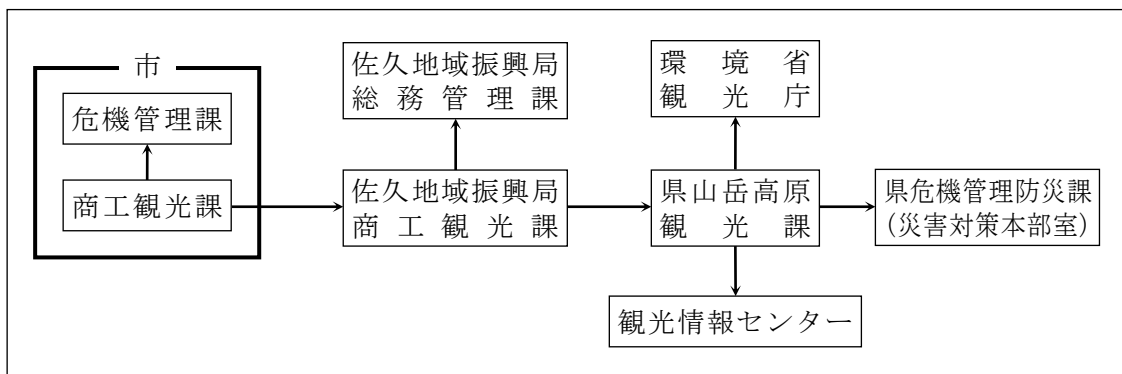 市
危機管理課
商工観光課
佐久地域振興局
総務管理課
佐久地域振興局
商工観光課
環境省
観光庁
県山岳高原
観光課
県危機管理防災課
(災害対策本部室)
観光情報センター